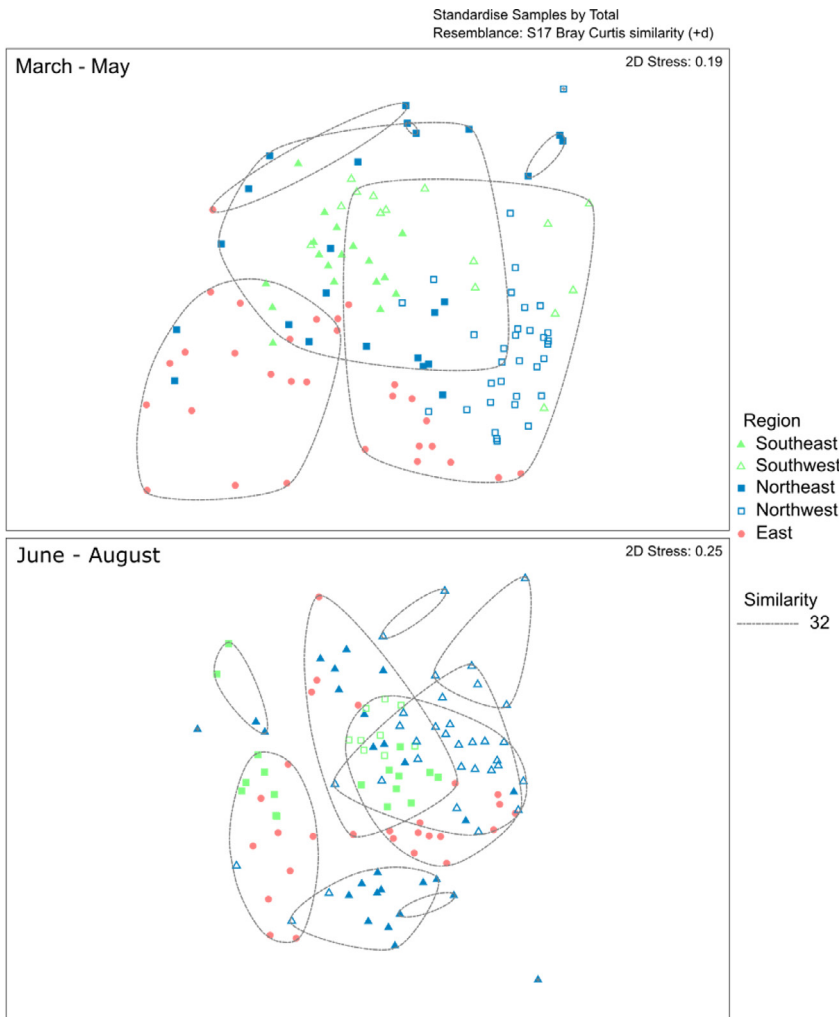 Standardise Samples by Total
Resemblance: S17 Bray Curtis similarity (+d)
March - May
2D Stress: 0.19
Region
Southeast
Southwest
Northeast
Northwest
East
June - August
2D Stress: 0.25
Similarity
32